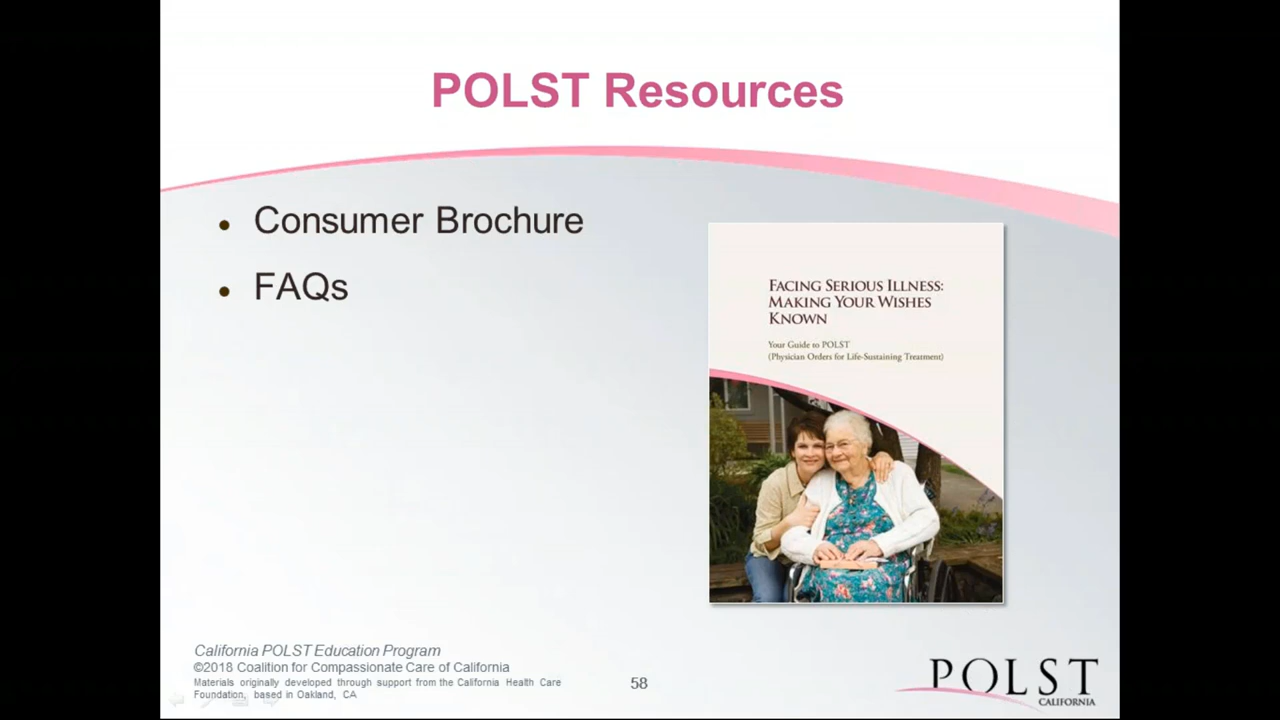 POLST Resources
• Consumer Brochure
• FAQs
FACING SERIOUS ILLNESS:
MAKING YOUR WISHES
KNOWN
Your Guide to POLST
(Physician Orders for Life-Sustaining Treatment)
California POLST Education Program
©2018 Coalition for Compassionate Care of California
Materials originally developed through support from the California Health Care
Foundation, based in Oakland, CA
58
POLST
CALIFORNIA